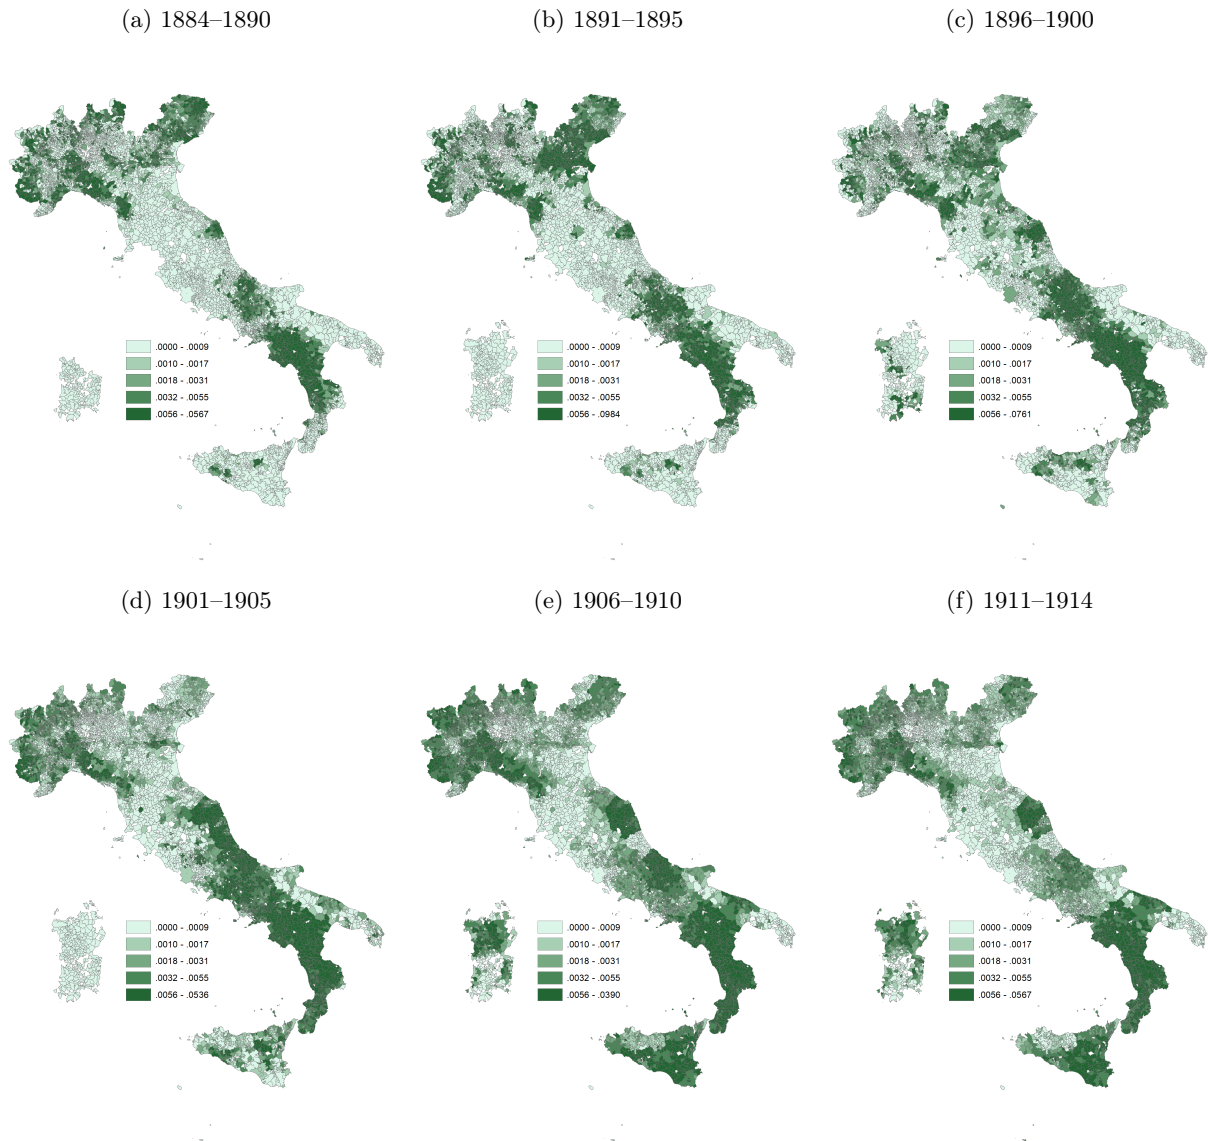 (a) 1884–1890
(b) 1891–1895
(c) 1896–1900
.0000 - .0009
.0010 - .0017
.0018 - .0031
.0032 - .0055
.0056 - .0567
.0000 - .0009
.0010 - .0017
.0018 - .0031
.0032 - .0055
.0056 - .0984
.0000 - .0009
.0010 - .0017
.0018 - .0031
.0032 - .0055
.0056 - .0761
(d) 1901–1905
(e) 1906–1910
(f) 1911–1914
.0000 - .0009
.0010 - .0017
.0018 - .0031
.0032 - .0055
.0056 - .0536
.0000 - .0009
.0010 - .0017
.0018 - .0031
.0032 - .0055
.0056 - .0390
.0000 - .0009
.0010 - .0017
.0018 - .0031
.0032 - .0055
.0056 - .0567